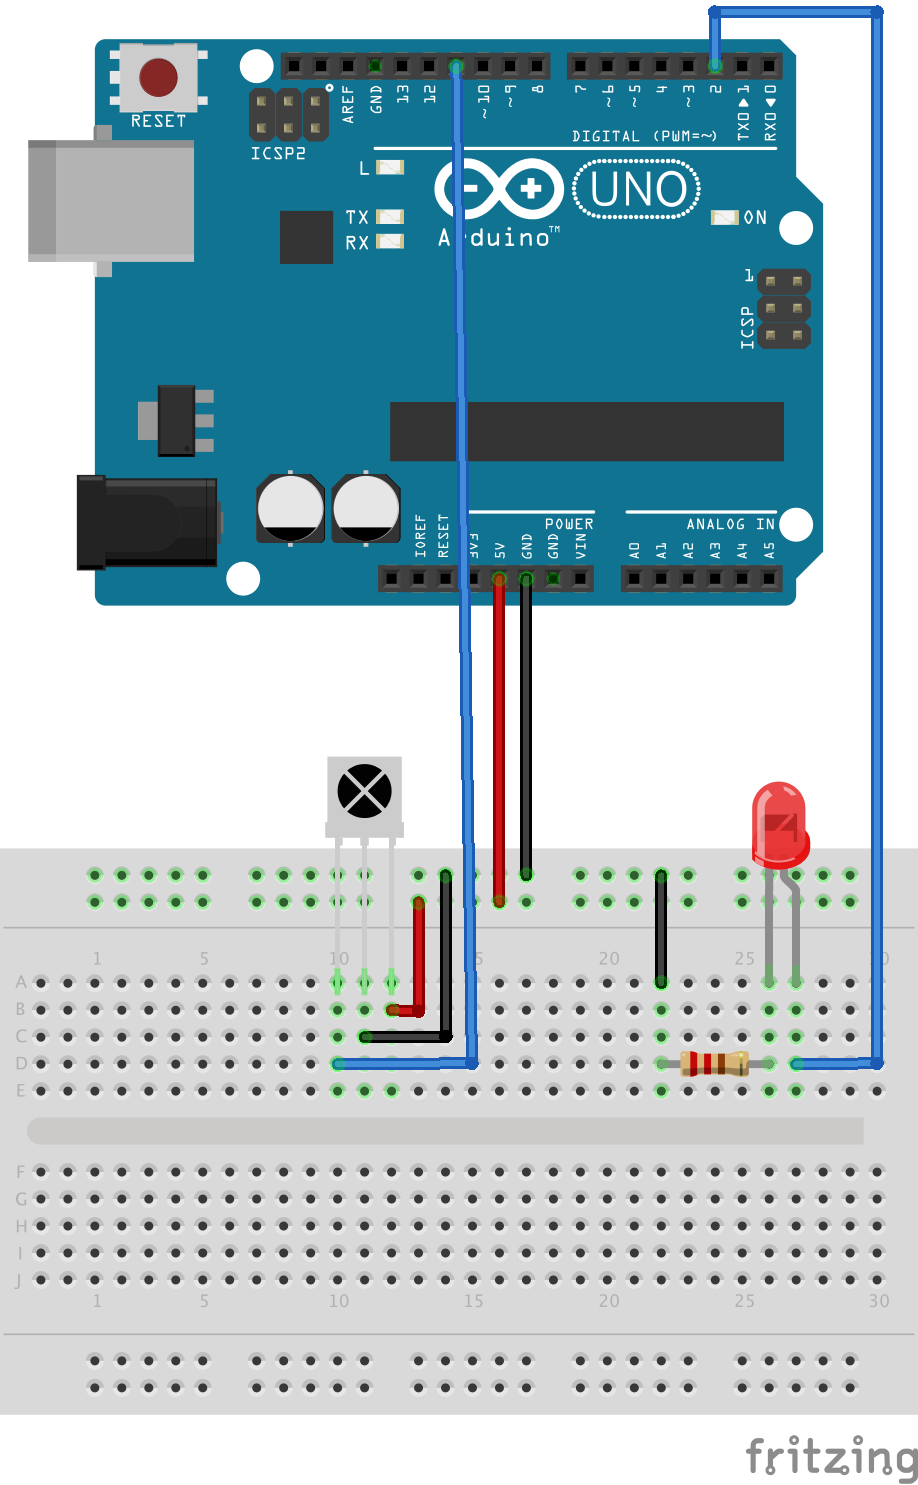 RESET
ICSP2
AREF
GND
13
12
~10
~9
8
7
~6
~5
4
~3
2
TX0 1
RX0 0
DIGITAL (PWM=~)
L
TX
RX
UNO
Arduino™
ON
1
ICSP
POWER
ANALOG IN
IOREF
RESET
3V3
5V
GND
GND
VIN
A0
A1
A2
A3
A4
A5
1 5 10 15 20 25 30
A
B
C
D
E
F
G
H
I
J
1 5 10 15 20 25 30
fritzing